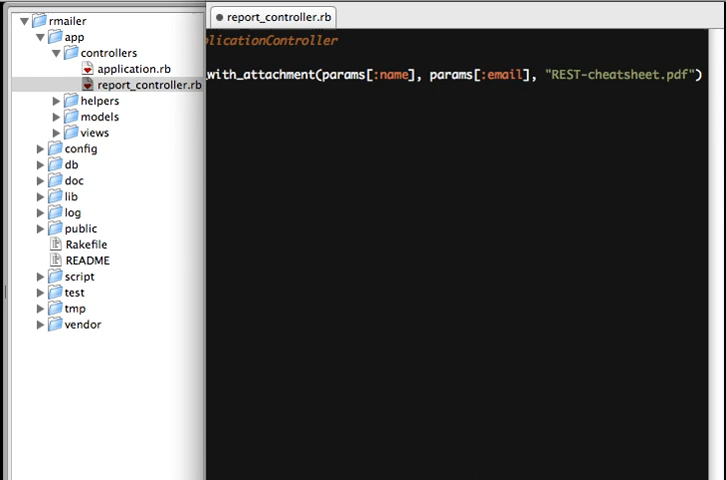 rmailer
app
controllers
application.rb
report_controller.rb
helpers
models
views
config
db
doc
lib
log
public
Rakefile
README
script
test
tmp
vendor
report_controller.rb
plicationController
_with_attachment(params[:name], params[:email], "REST-cheatsheet.pdf")